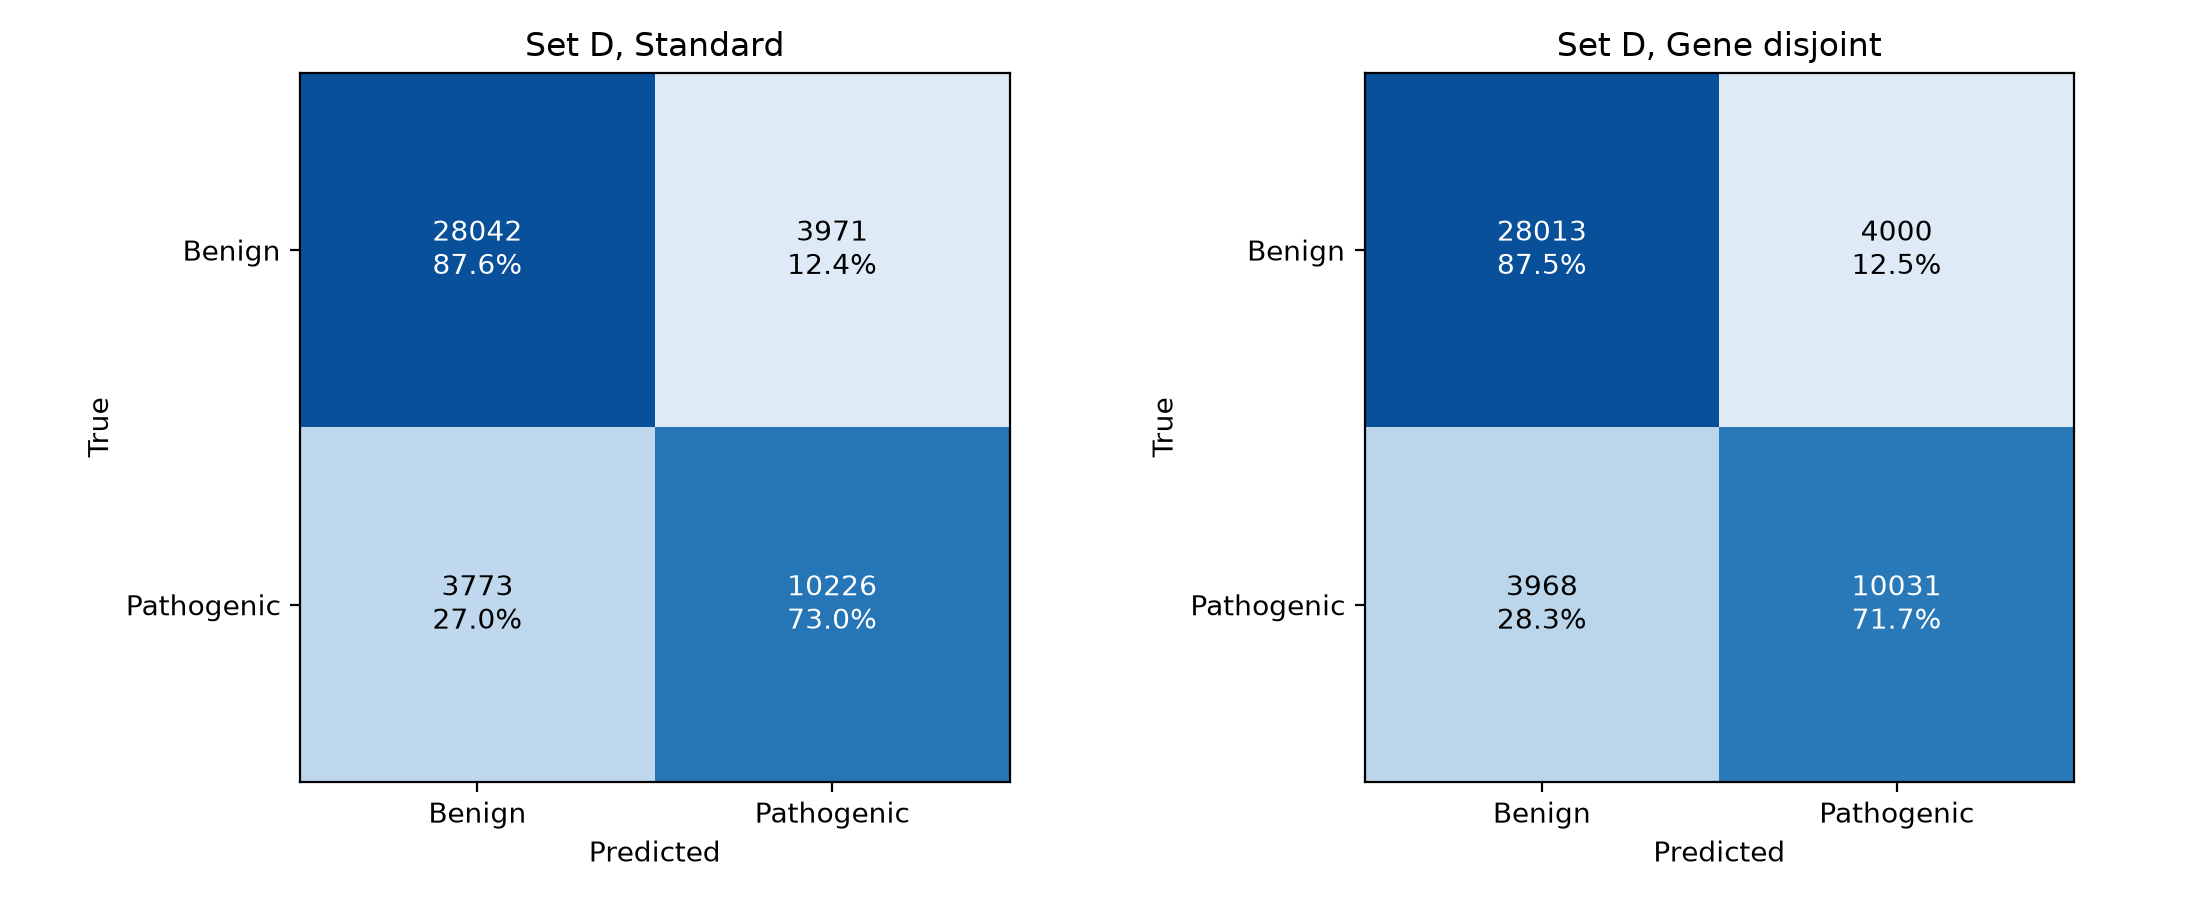 Set D, Standard
True
Benign
28042
87.6%
3971
12.4%
Pathogenic
3773
27.0%
10226
73.0%
Benign
Pathogenic
Predicted
Set D, Gene disjoint
True
Benign
28013
87.5%
4000
12.5%
Pathogenic
3968
28.3%
10031
71.7%
Benign
Pathogenic
Predicted